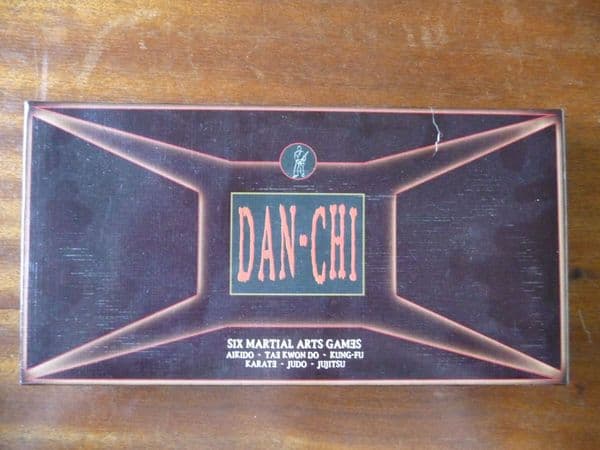 DAN-CHI
SIX MARTIAL ARTS GAMES
AIKIDO - TAE KWON DO - KUNG-FU
KARATE - JUDO - JUJITSU